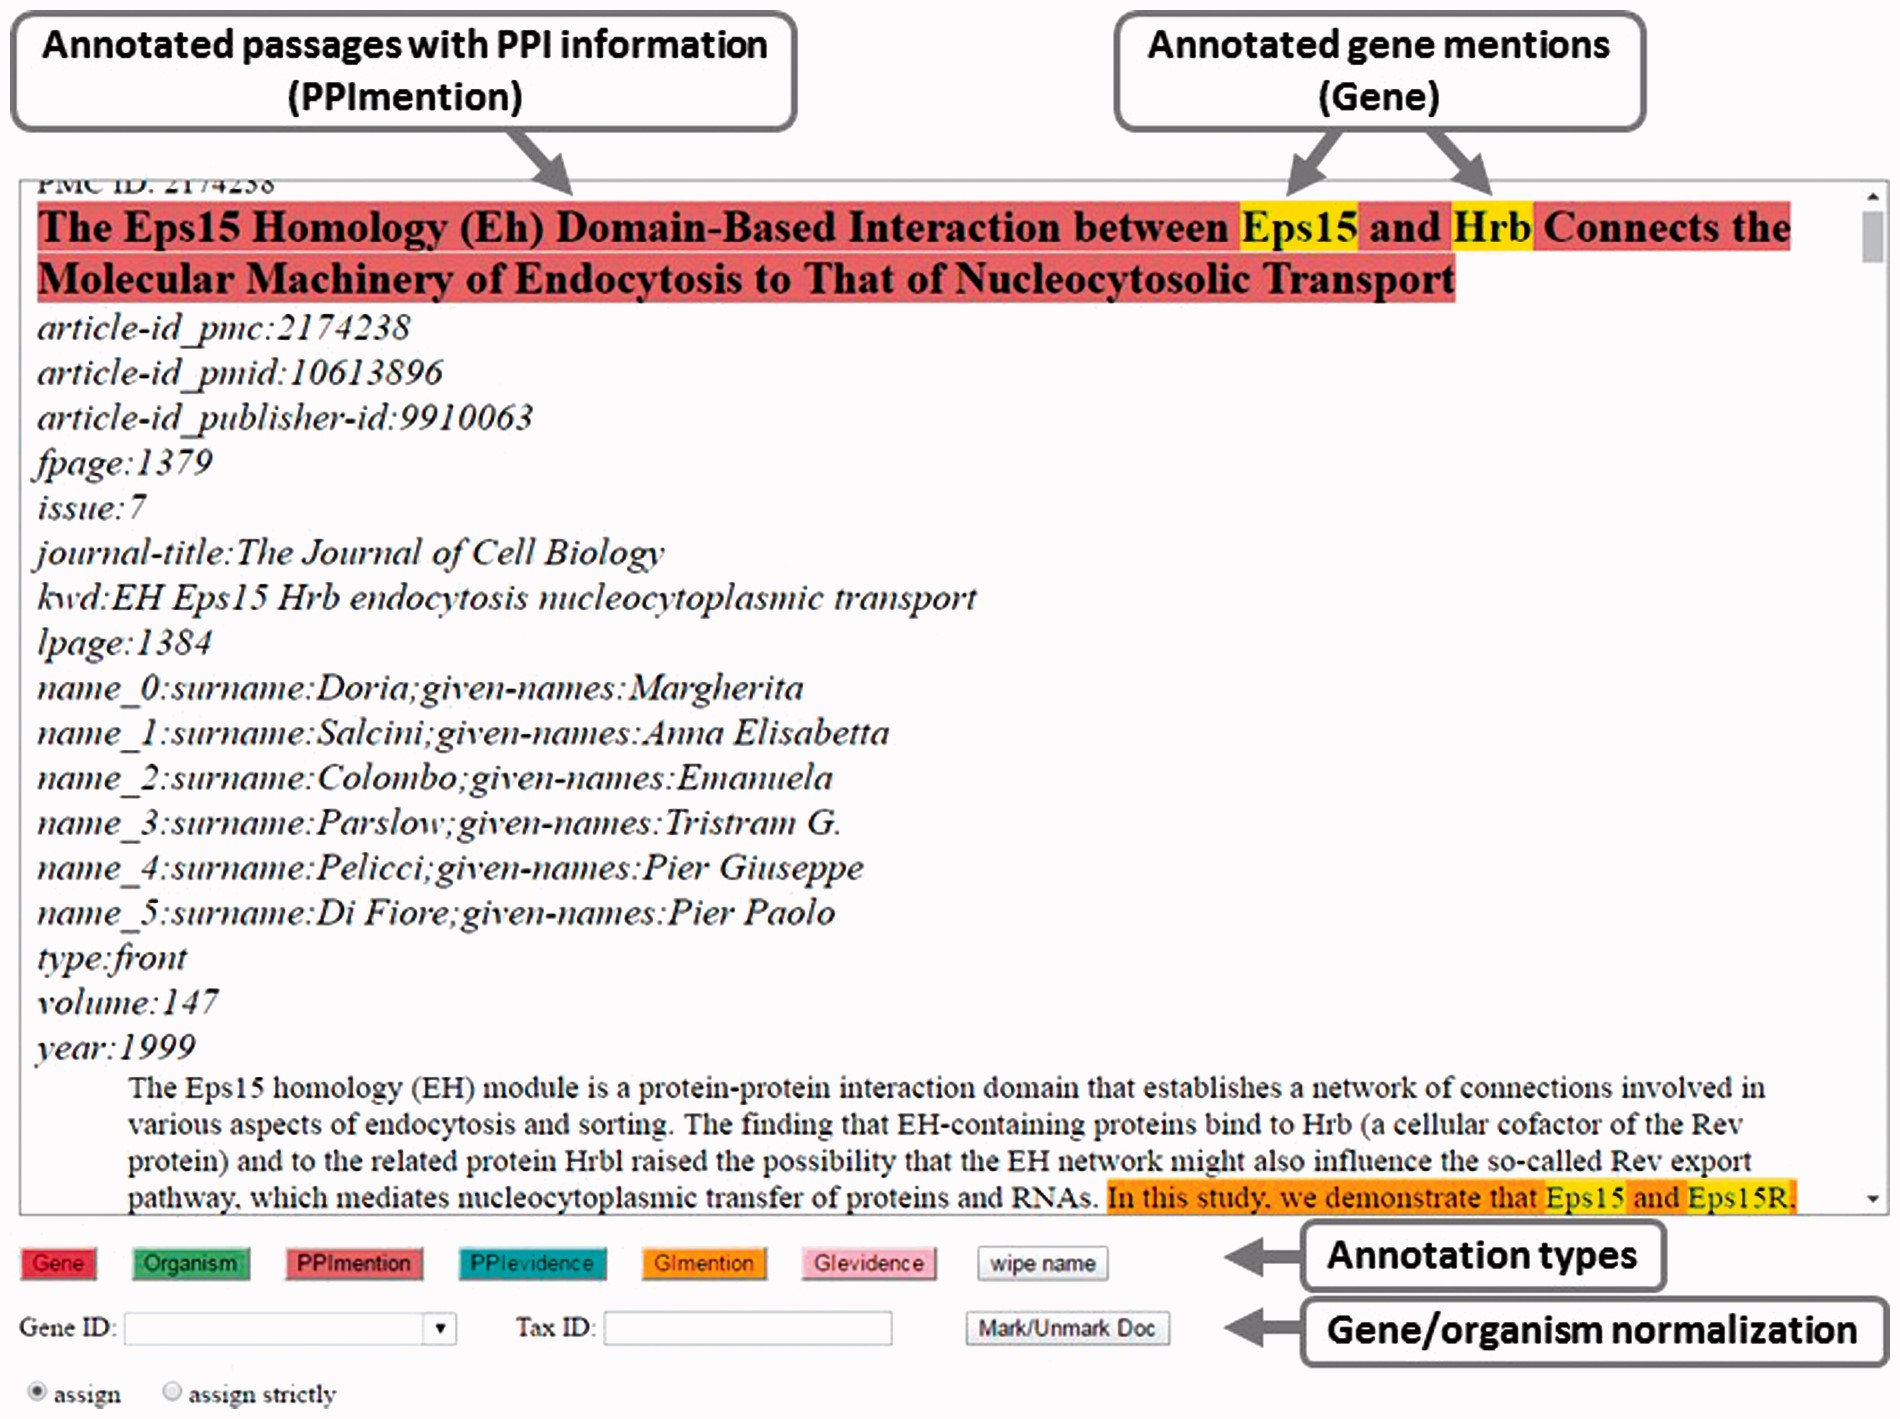 Annotated passages with PPI information
(PPImention)
Annotated gene mentions
(Gene)
PMC ID: 2174238
The Eps15 Homology (Eh) Domain-Based Interaction between Eps15 and Hrb Connects the
Molecular Machinery of Endocytosis to That of Nucleocytosolic Transport
article-id_pmc:2174238
article-id_pmid:10613896
article-id_publisher-id:9910063
fpage:1379
issue:7
journal-title:The Journal of Cell Biology
kwd:EH Eps15 Hrb endocytosis nucleocytoplasmic transport
lpage:1384
name_0:surname:Doria;given-names:Margherita
name_1:surname:Salcini;given-names:Anna Elisabetta
name_2:surname:Colombo;given-names:Emanuela
name_3:surname:Parslow;given-names:Tristram G.
name_4:surname:Pelicci;given-names:Pier Giuseppe
name_5:surname:Di Fiore;given-names:Pier Paolo
type:front
volume:147
year:1999
The Eps15 homology (EH) module is a protein-protein interaction domain that establishes a network of connections involved in
various aspects of endocytosis and sorting. The finding that EH-containing proteins bind to Hrb (a cellular cofactor of the Rev
protein) and to the related protein Hrbl raised the possibility that the EH network might also influence the so-called Rev export
pathway, which mediates nucleocytoplasmic transfer of proteins and RNAs. In this study, we demonstrate that Eps15 and Eps15R,
Gene Organism PPImention PPIevidence GImention GIevidence wipe name
Annotation types
Gene ID: Tax ID: Mark/Unmark Doc
Gene/organism normalization
assign assign strictly